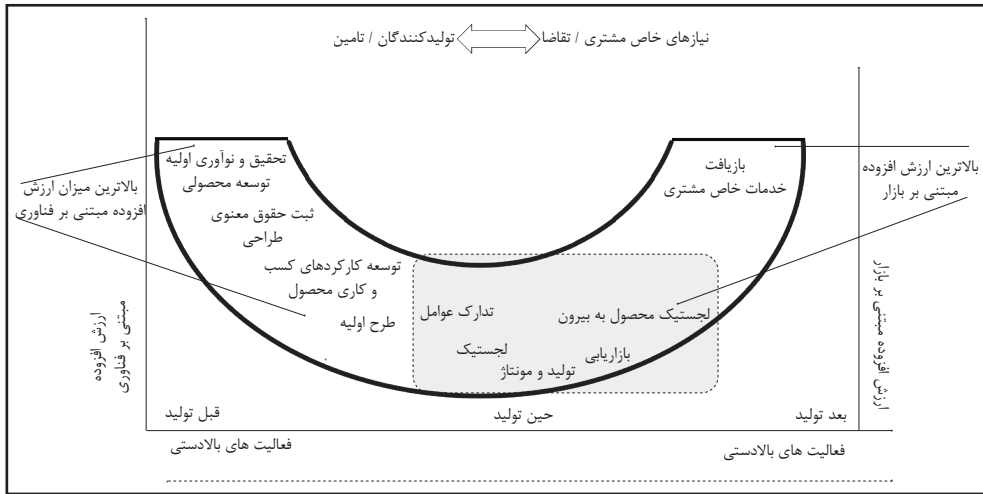 نیازهای خاص مشتری / تقاضا
تولیدکنندگان / تامین
بازیافت
خدمات خاص مشتری
بالاترین ارزش افزوده
مبتنی بر بازار
تحقیق و نوآوری اولیه
توسعه محصولی
ثبت حقوق معنوی
طراحی
توسعه کارکردهای کسب
و کاری محصول
طرح اولیه
بالاترین میزان ارزش
افزوده مبتنی بر فناوری
تدارک عوامل
لجستیک محصول به بیرون
لجستیک
بازاریابی
تولید و مونتاژ
ارزش افزوده مبتنی بر بازار
ارزش افزوده
مبتنی بر فناوری
بعد تولید
حین تولید
قبل تولید
فعالیت های بالادستی
فعالیت های بالادستی